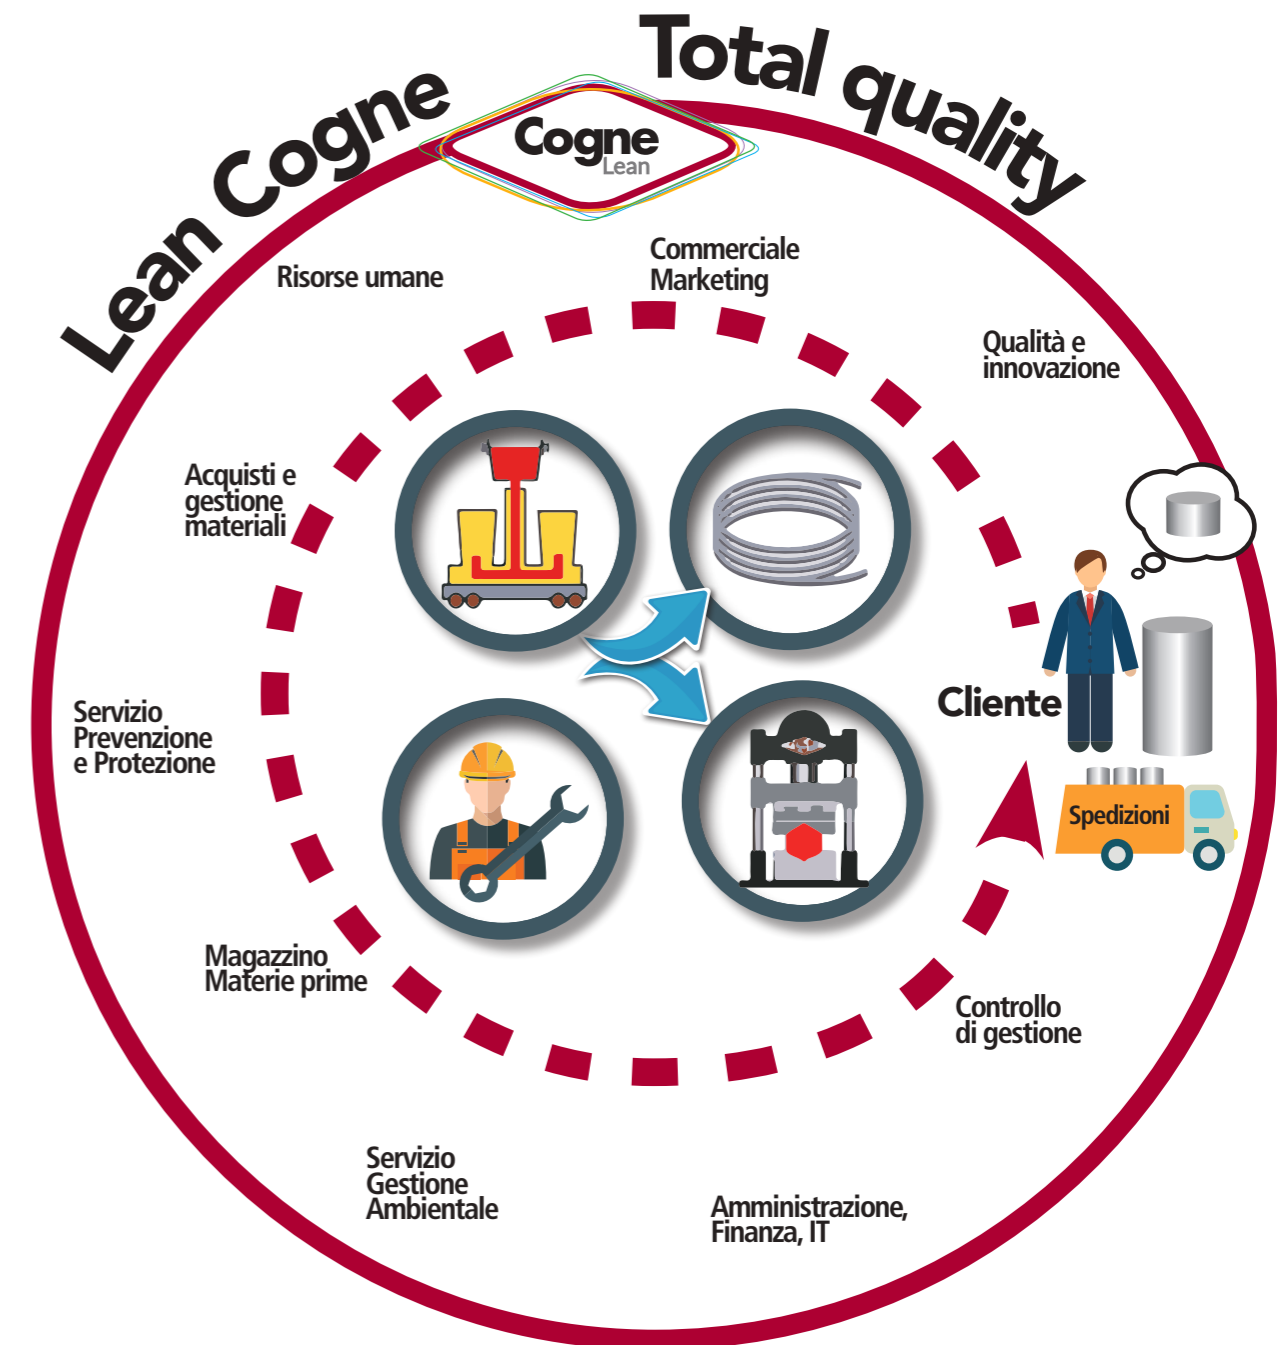 Lean Cogne
Total quality
Cogne
Lean
Risorse umane
Commerciale
Marketing
Qualità e
innovazione
Acquisti e
gestione
materiali
Servizio
Prevenzione
e Protezione
Cliente
Spedizioni
Magazzino
Materie prime
Controllo
di gestione
Servizio
Gestione
Ambientale
Amministrazione,
Finanza, IT